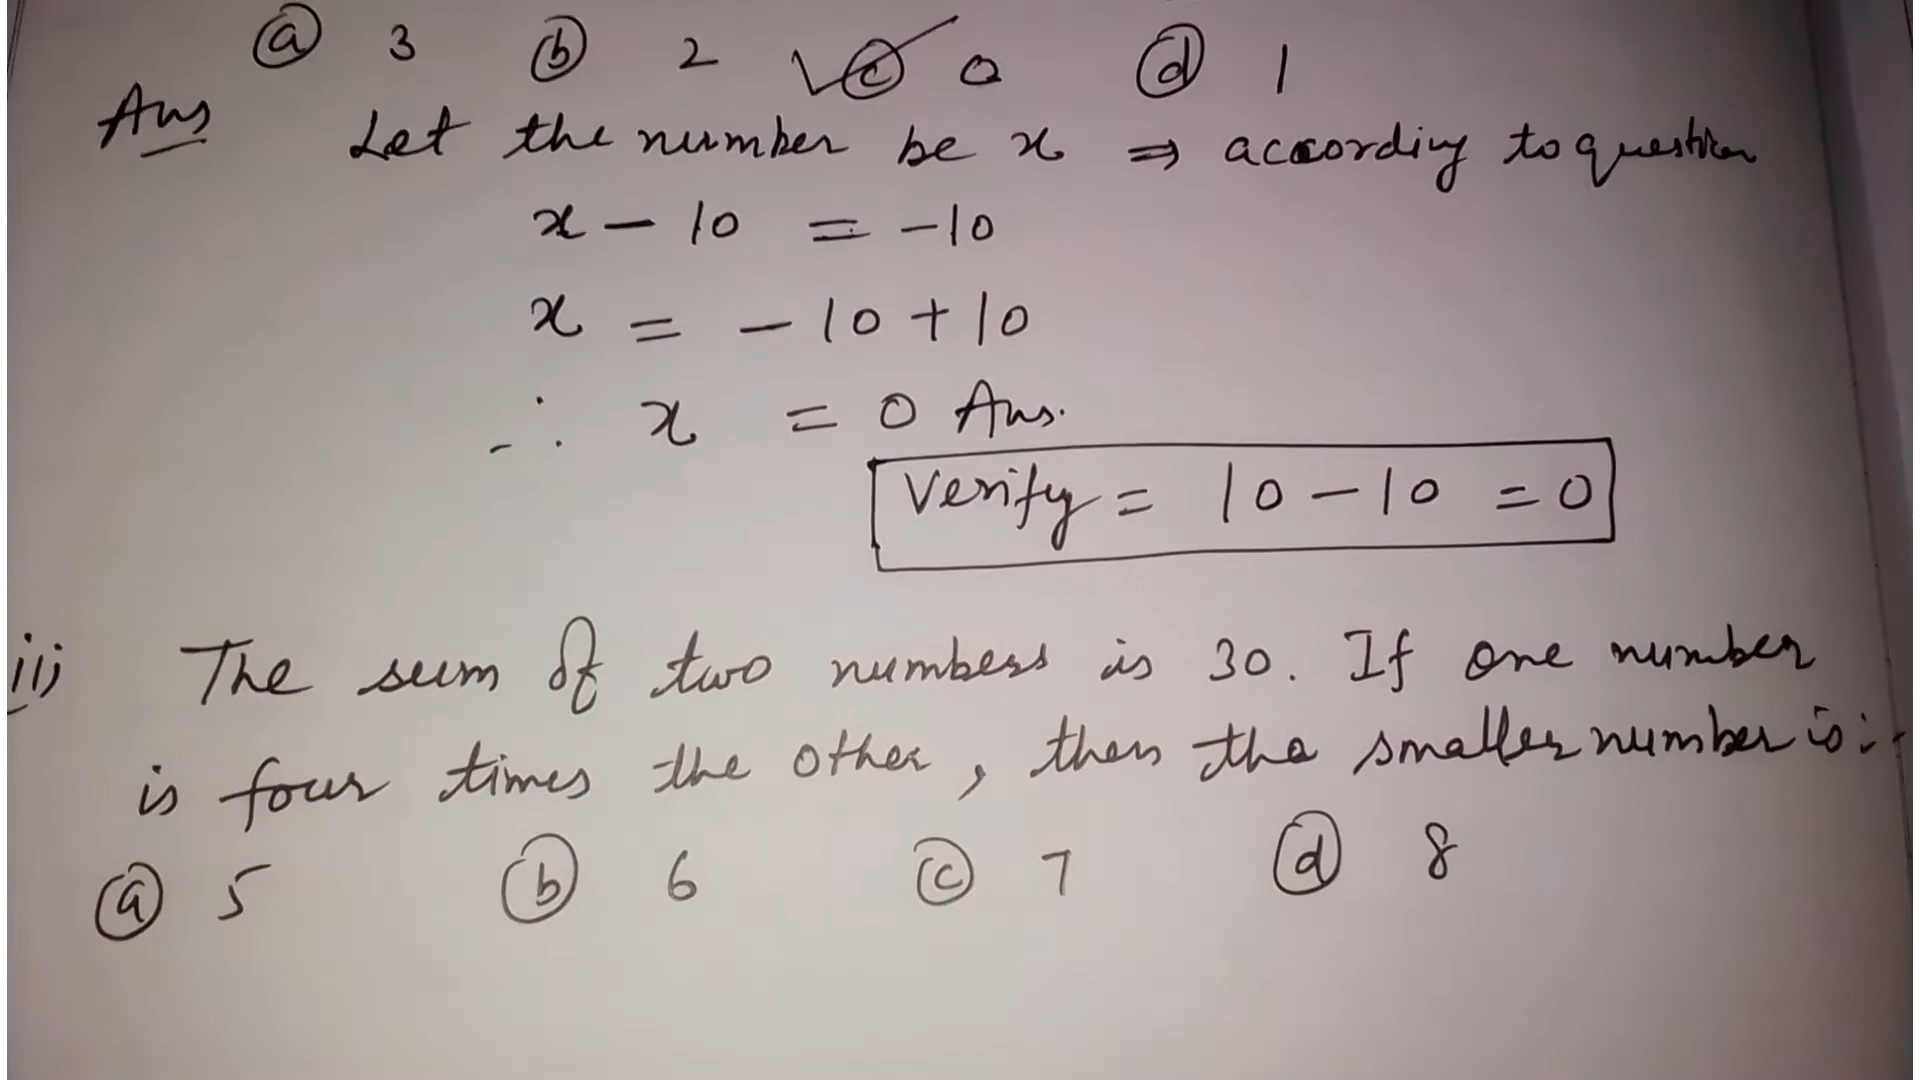 ⓐ 3 ⓑ 2 ✓ⓒ 0 ⓓ 1
Ans Let the number be x ⇒ according to question
x - 10 = -10
x = -10 + 10
∴ x = 0 Ans.
Verify = 10 - 10 = 0
ii) The sum of two numbers is 30. If one number
is four times the other, then the smaller number is :-
ⓐ 5 ⓑ 6 ⓒ 7 ⓓ 8